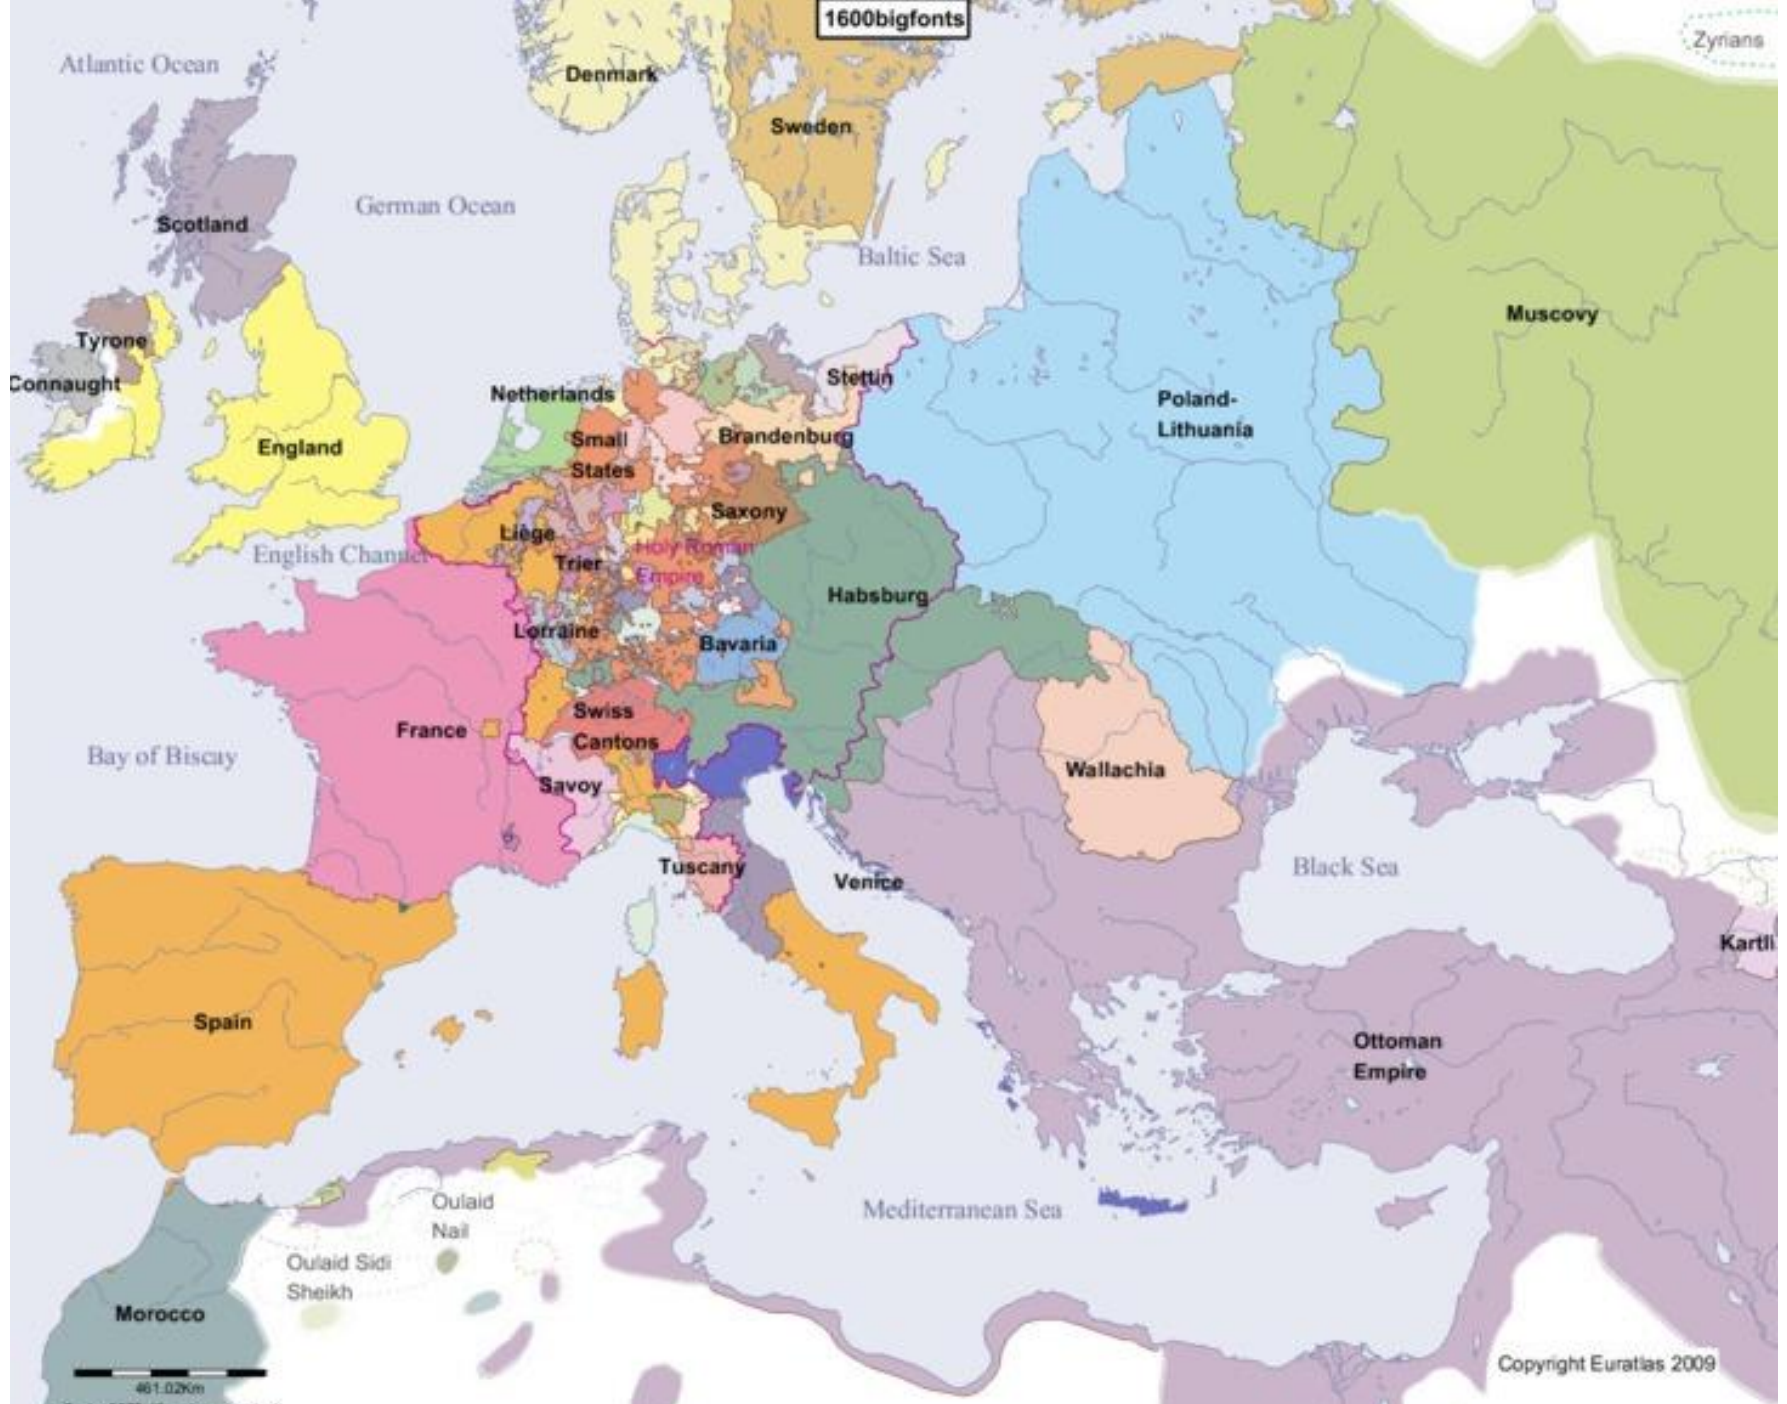 1600bigfonts
Atlantic Ocean
Zyrians
Denmark
Sweden
German Ocean
Scotland
Baltic Sea
Muscovy
Tyrone
Connaught
Netherlands
Stettin
Poland-
Lithuania
England
Small
States
Brandenburg
Saxony
Liège
English Channel
Holy Roman
Empire
Trier
Habsburg
Lorraine
Bavaria
Swiss
Cantons
France
Bay of Biscay
Savoy
Wallachia
Tuscany
Venice
Black Sea
Kartli
Spain
Ottoman
Empire
Oulaid
Nail
Mediterranean Sea
Oulaid Sidi
Sheikh
Morocco
461.02Km
Copyright Euratlas 2009